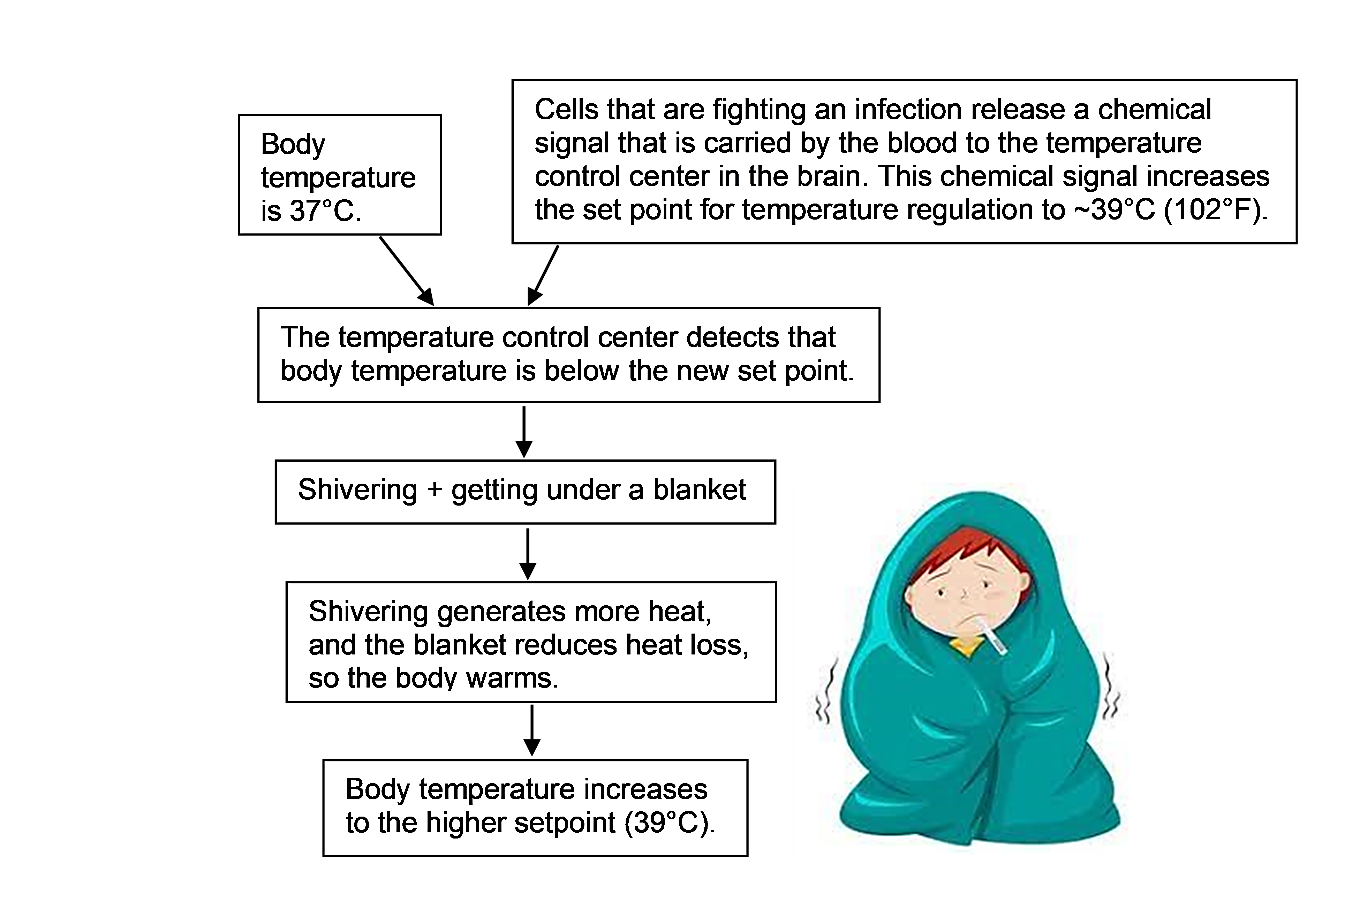 Body
temperature
is 37°C.
Cells that are fighting an infection release a chemical
signal that is carried by the blood to the temperature
control center in the brain. This chemical signal increases
the set point for temperature regulation to ~39°C (102°F).
The temperature control center detects that
body temperature is below the new set point.
Shivering + getting under a blanket
Shivering generates more heat,
and the blanket reduces heat loss,
so the body warms.
Body temperature increases
to the higher setpoint (39°C).